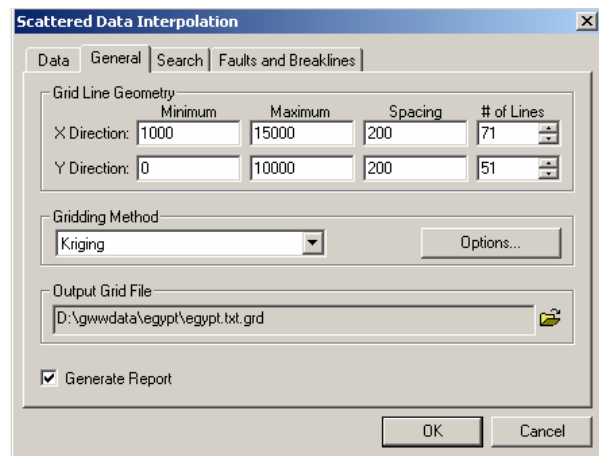 Scattered Data Interpolation
Data General Search Faults and Breaklines
Grid Line Geometry
Minimum Maximum Spacing # of Lines
X Direction: 1000 15000 200 71
Y Direction: 0 10000 200 51
Gridding Method
Kriging Options...
Output Grid File
D:\gwwdata\egypt\egypt.txt.grd
Generate Report
OK Cancel